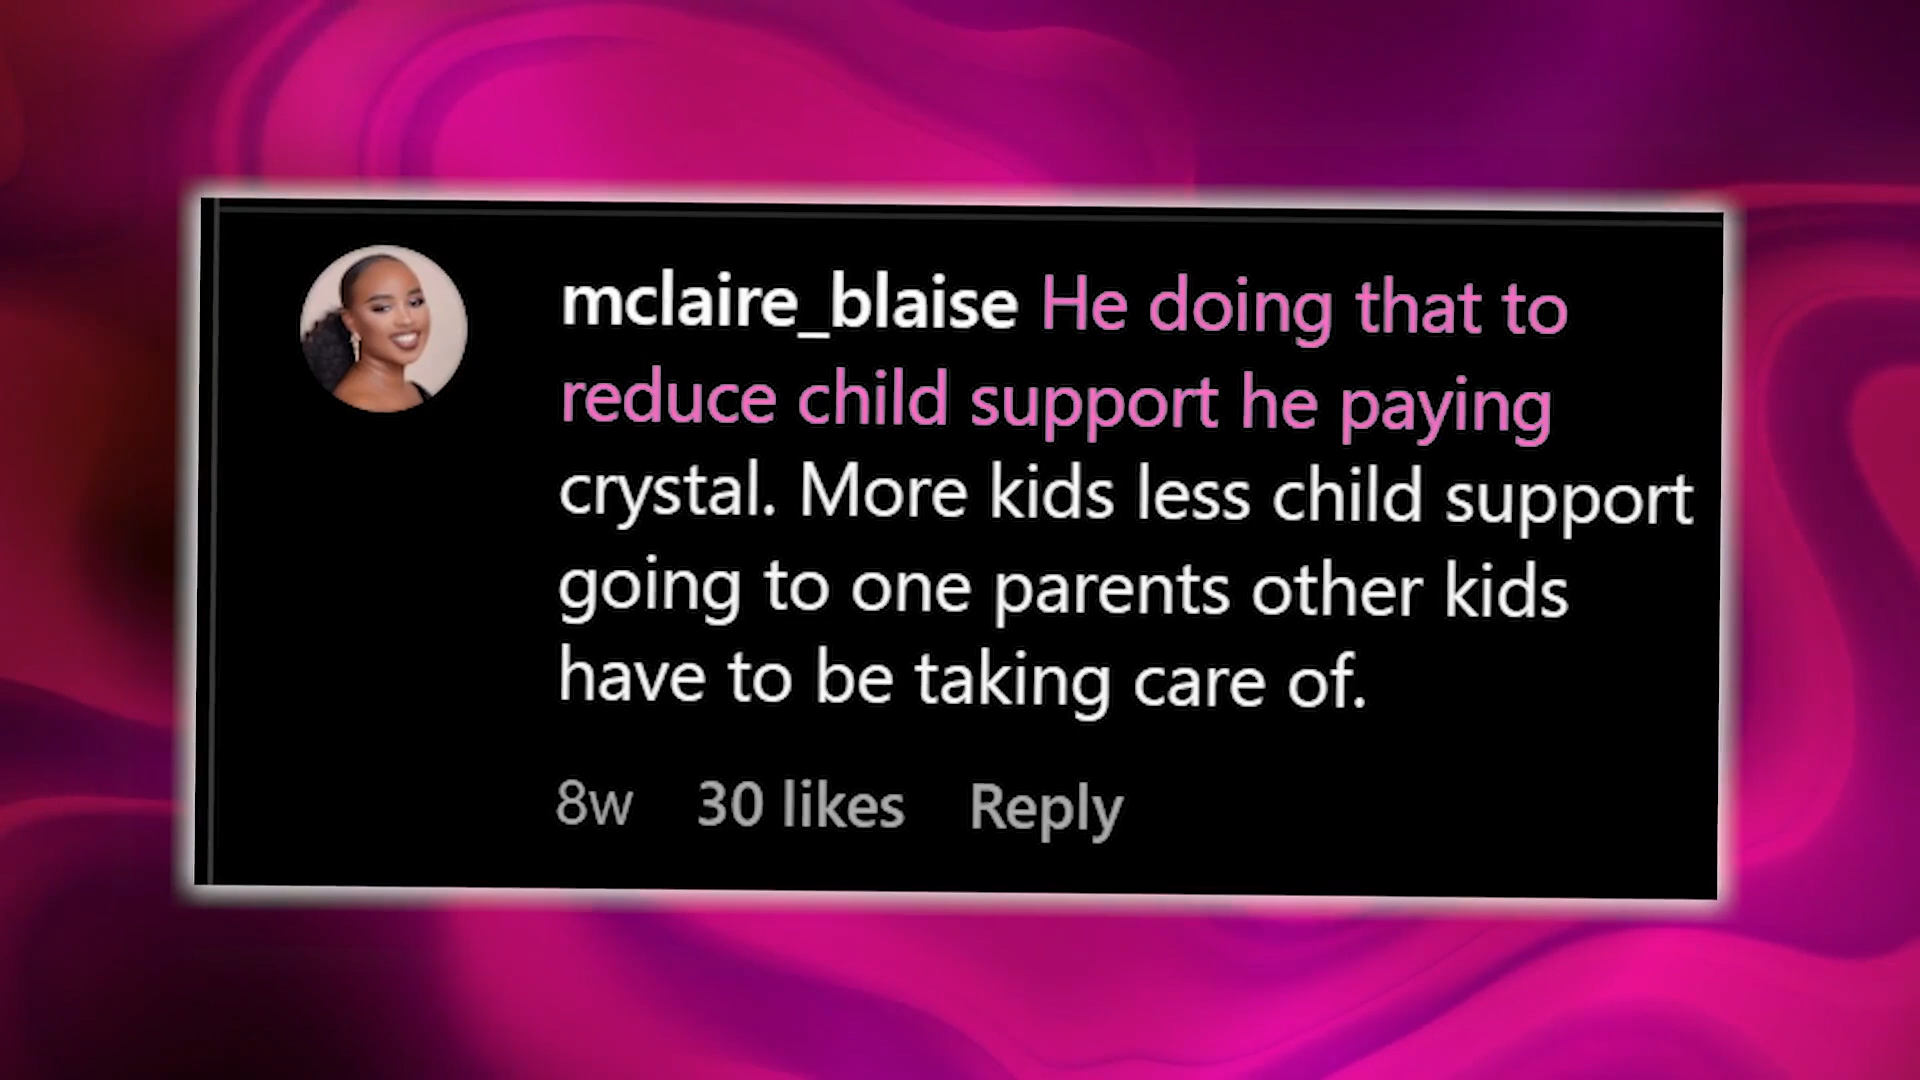 mclaire_blaise He doing that to
reduce child support he paying
crystal. More kids less child support
going to one parents other kids
have to be taking care of.
8w 30 likes Reply